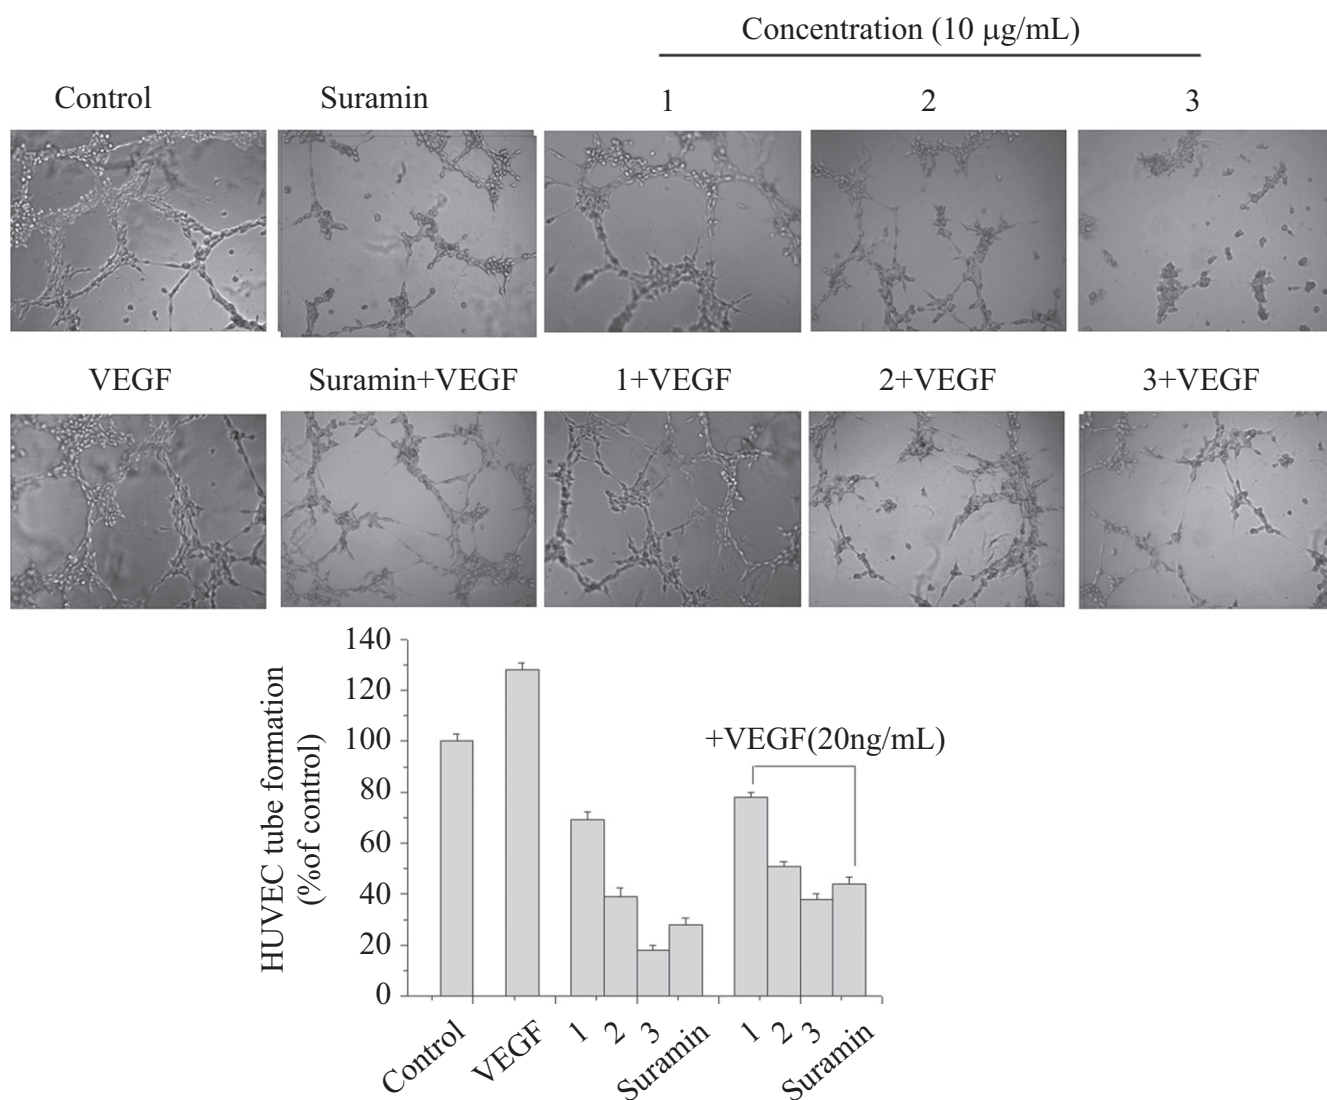 Concentration (10 μg/mL)
Control Suramin 1 2 3
VEGF Suramin+VEGF 1+VEGF 2+VEGF 3+VEGF
HUVEC tube formation
(%of control)
140
120
100
80
60
40
20
0
+VEGF(20ng/mL)
Control VEGF 1 2 3 Suramin 1 2 3 Suramin